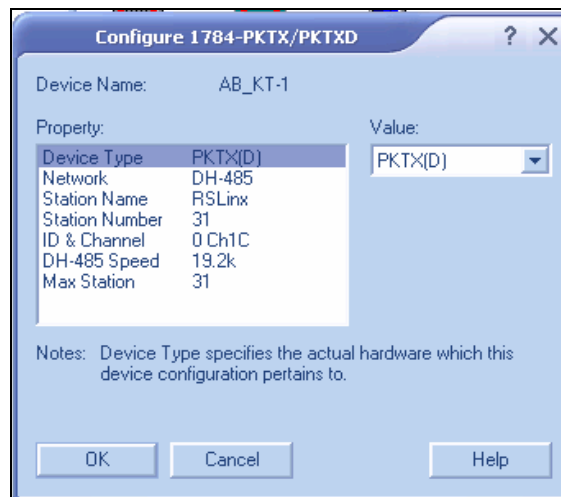 Configure 1784-PKTX/PKTXD
Device Name: AB_KT-1
Property: Value:
Device Type PKTX(D) PKTX(D)
Network DH-485
Station Name RSLinx
Station Number 31
ID & Channel 0 Ch1C
DH-485 Speed 19.2k
Max Station 31
Notes: Device Type specifies the actual hardware which this
device configuration pertains to.
OK Cancel Help